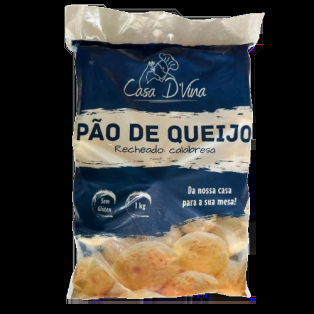 Casa D'Vina
PÃO DE QUEIJO
Recheado: calabresa
Sem
Glúten
1 kg
Da nossa casa
para a sua mesa!